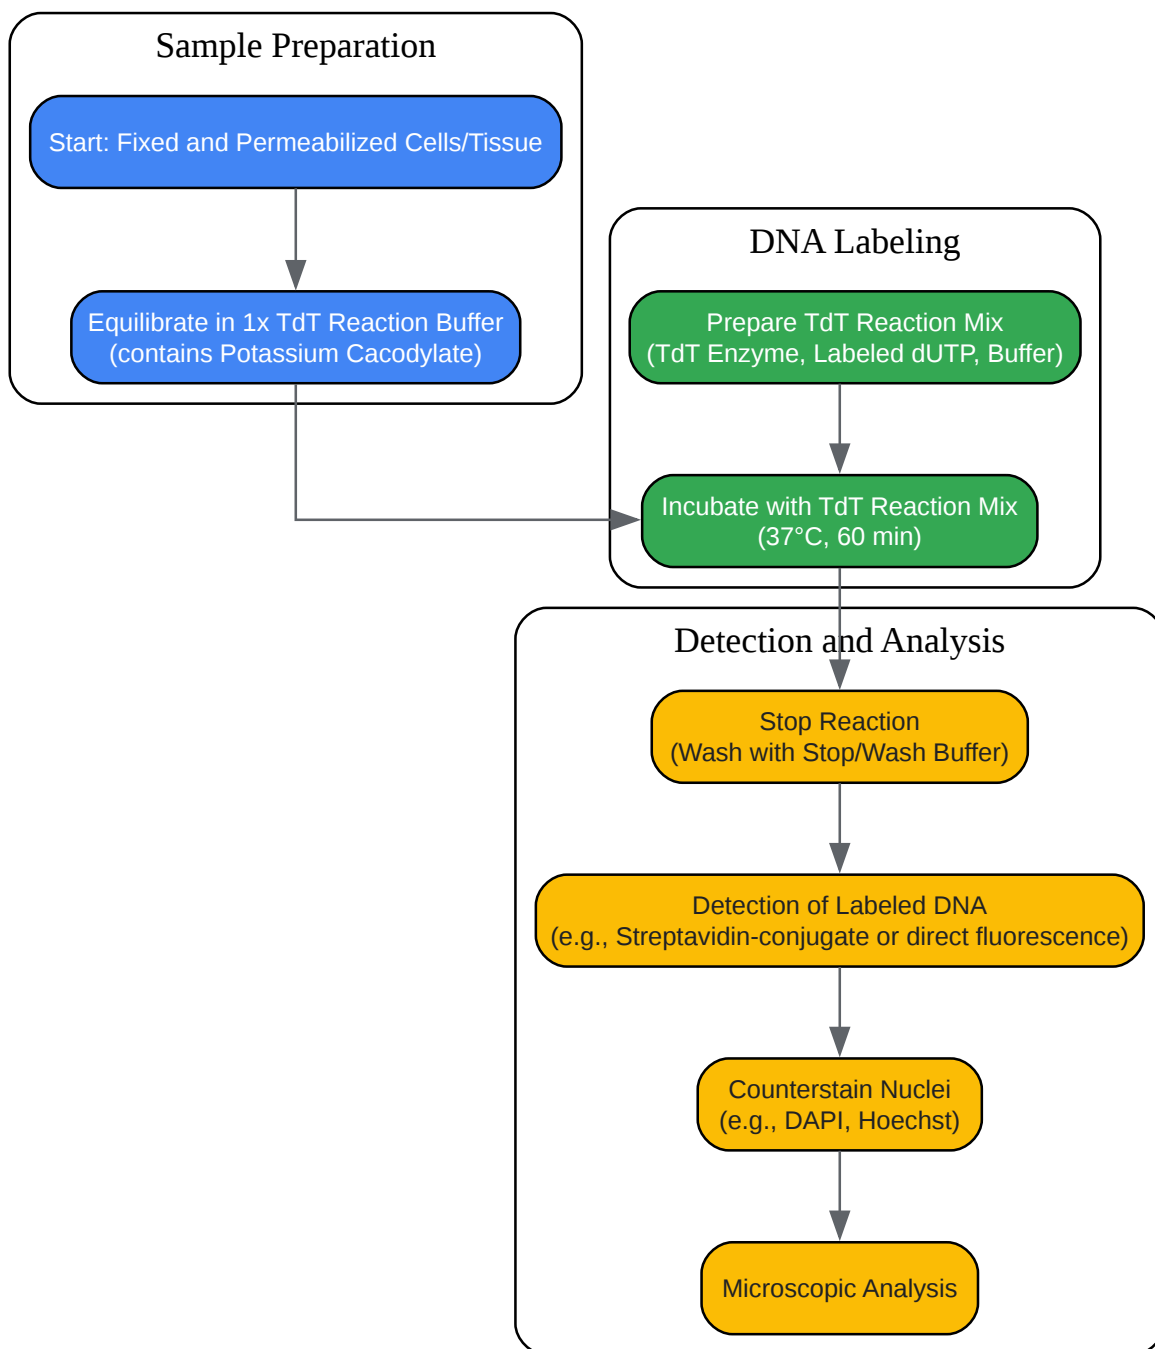 Sample Preparation
Start: Fixed and Permeabilized Cells/Tissue
Equilibrate in 1x TdT Reaction Buffer
(contains Potassium Cacodylate)
DNA Labeling
Prepare TdT Reaction Mix
(TdT Enzyme, Labeled dUTP, Buffer)
Incubate with TdT Reaction Mix
(37°C, 60 min)
Detection and Analysis
Stop Reaction
(Wash with Stop/Wash Buffer)
Detection of Labeled DNA
(e.g., Streptavidin-conjugate or direct fluorescence)
Counterstain Nuclei
(e.g., DAPI, Hoechst)
Microscopic Analysis